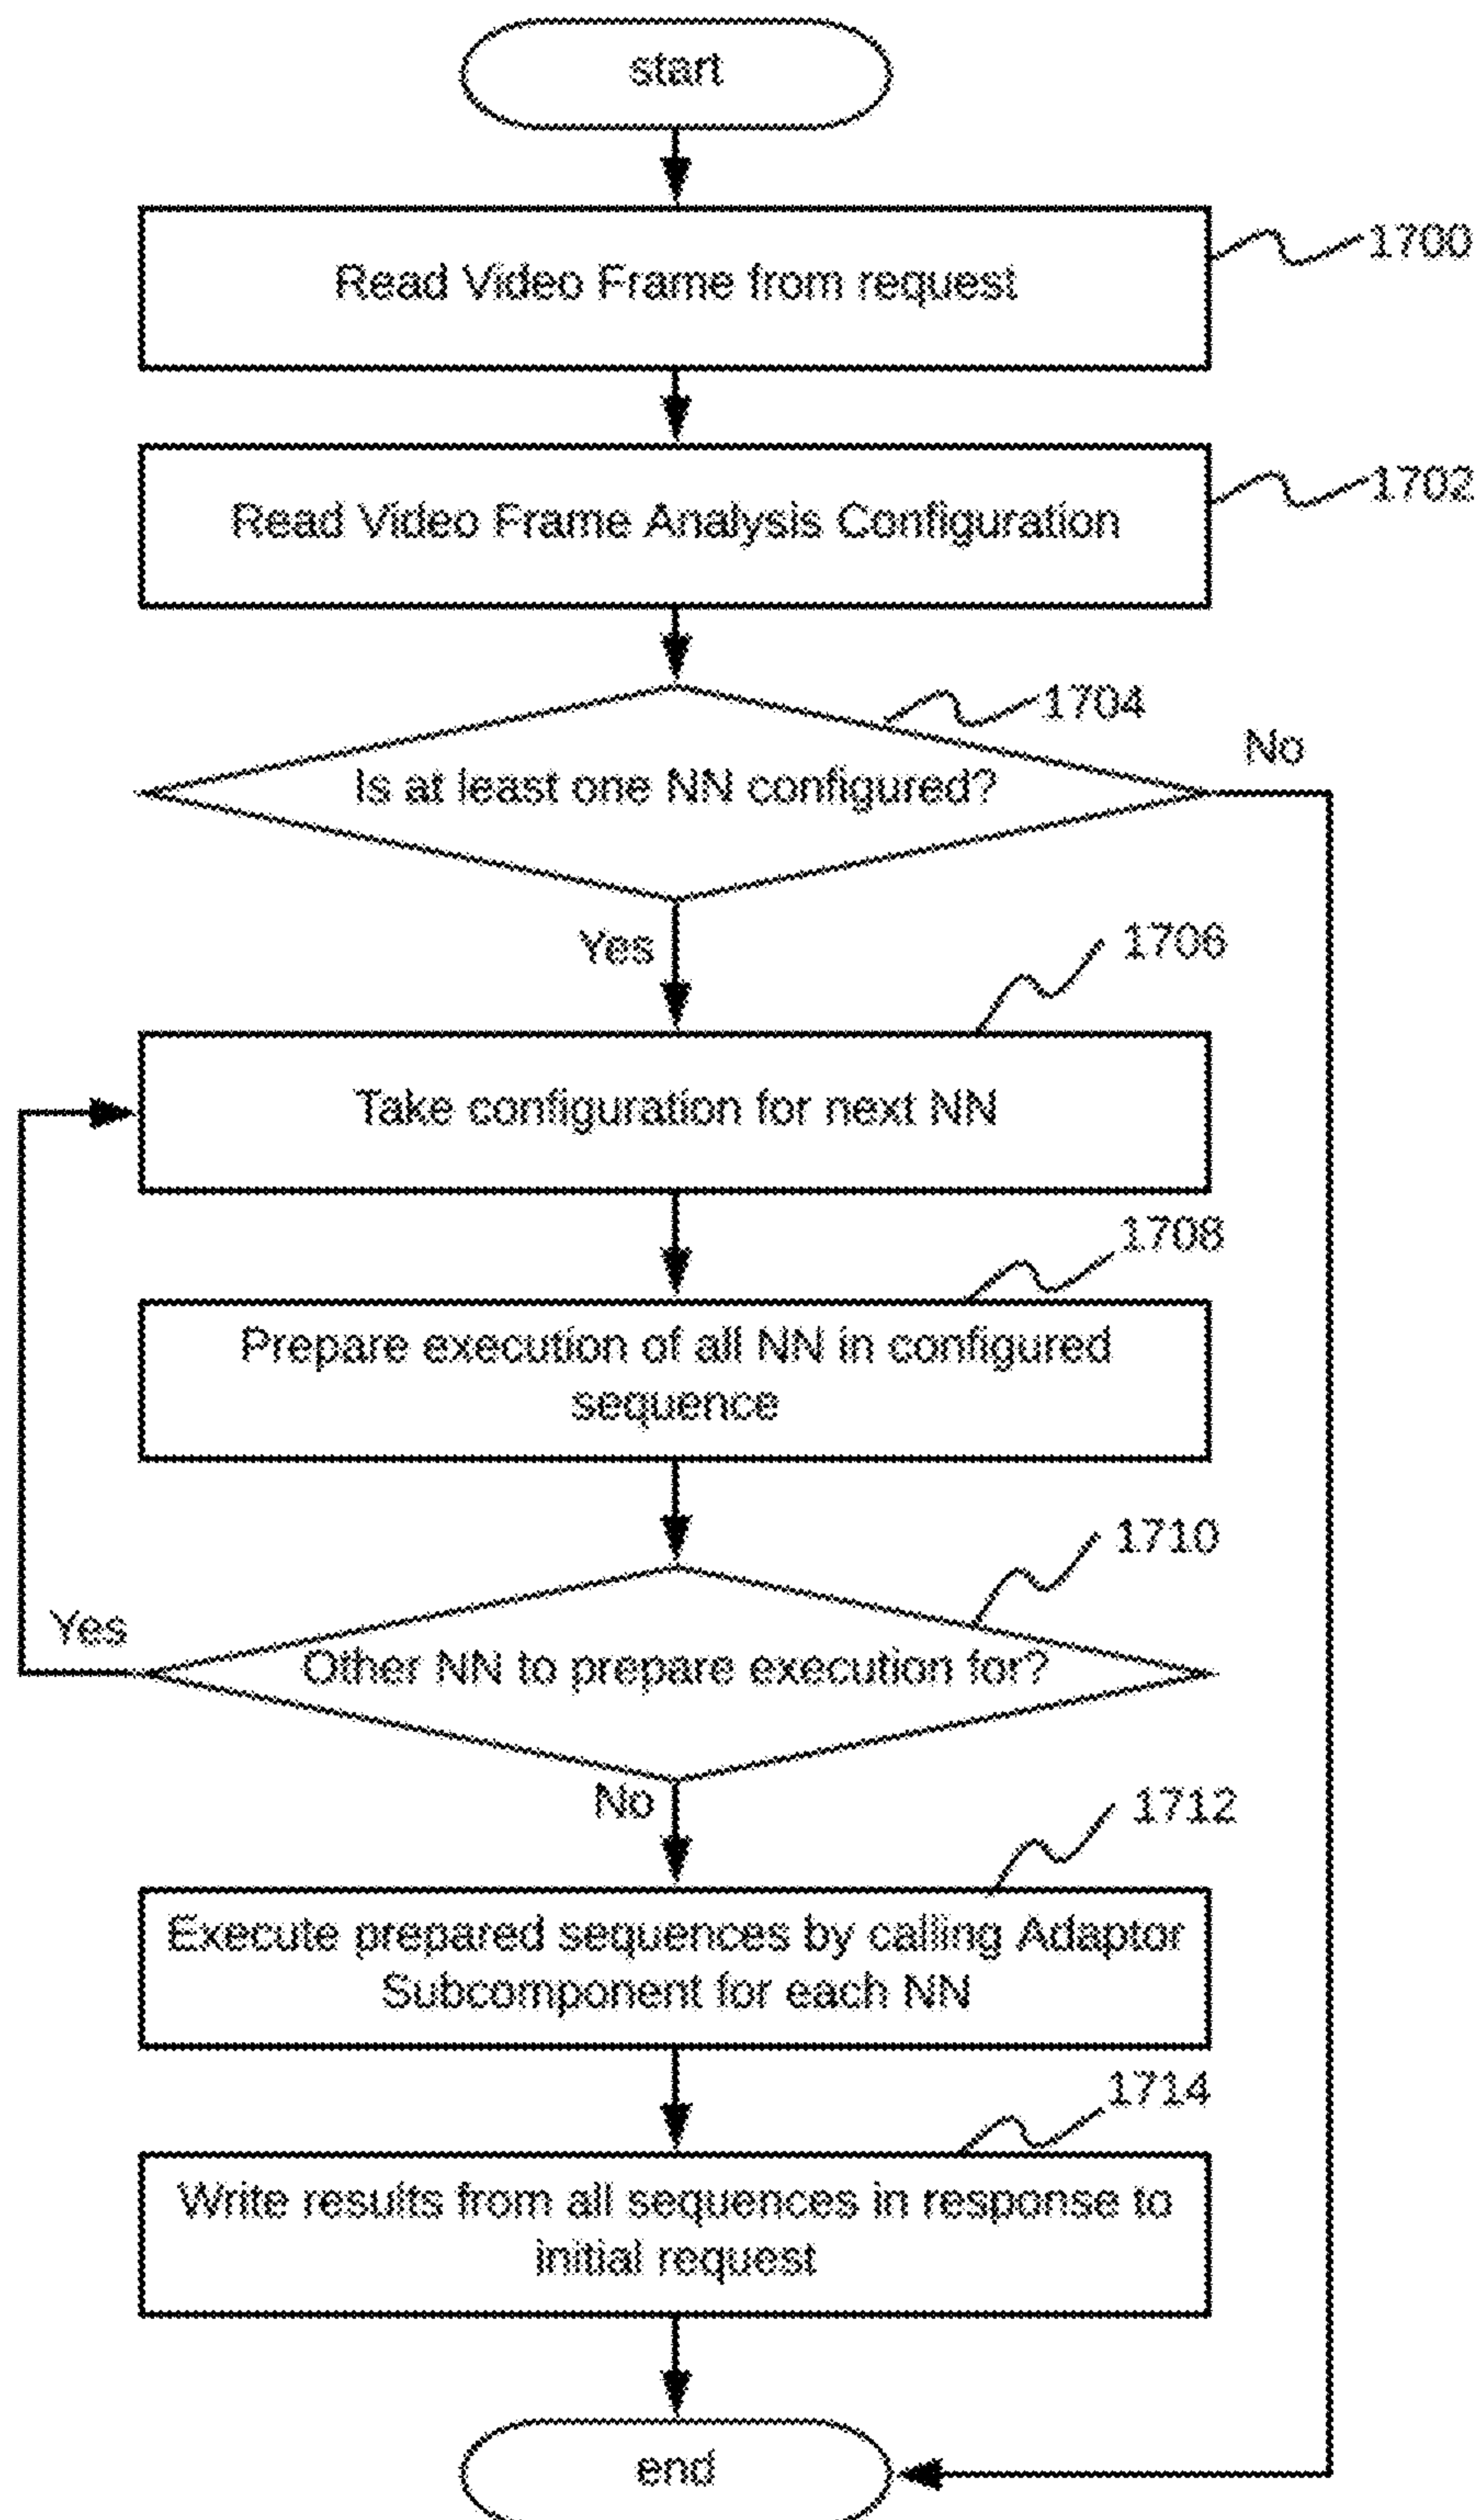 start
Read Video Frame from request
1700
Read Video Frame Analysis Configuration
1702
1704
Is at least one NN configured?
No
Yes
1706
Take configuration for next NN
1708
Prepare execution of all NN in configured
sequence
1710
Yes
Other NN to prepare execution for?
No
1712
Execute prepared sequences by calling Adaptor
Subcomponent for each NN
1714
Write results from all sequences in response to
initial request
end